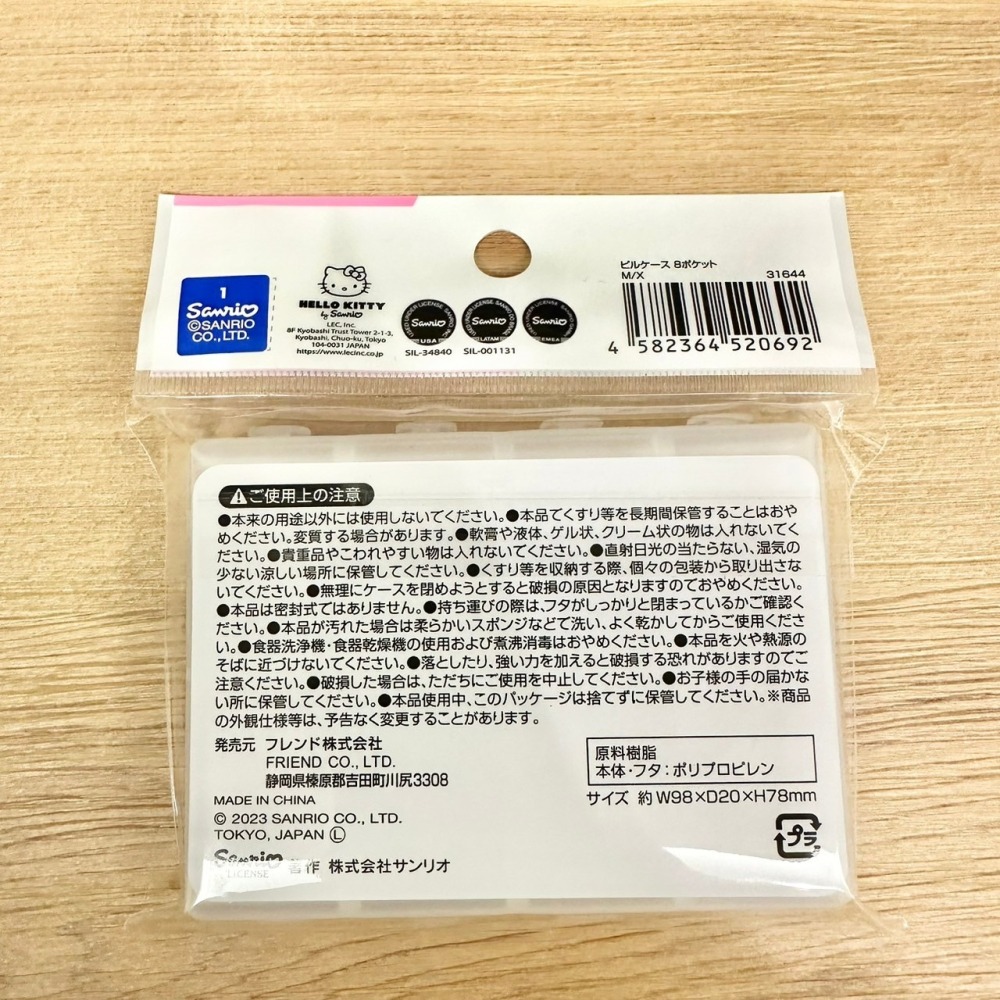 1
Sanrio
©SANRIO
CO., LTD.
HELLO KITTY
by Sanrio
LEC, Inc.
8F Kyobashi Trust Tower 2-1-3,
Kyobashi, Chuo-ku, Tokyo
104-0031 JAPAN
https://www.lecinc.co.jp
Sanrio
USA
SIL-34840
Sanrio
LATAM
SIL-001131
Sanrio
EMEA
ピルケース 8ポケット
M/X 31644
4 582364 520692
ご使用上の注意
●本来の用途以外には使用しないでください。●本品でくすり等を長期間保管することはおや
めください。変質する場合があります。●軟膏や液体、ゲル状、クリーム状の物は入れないでく
ださい。●貴重品やこわれやすい物は入れないでください。●直射日光の当たらない、湿気の
少ない涼しい場所に保管してください。●くすり等を収納する際、個々の包装から取り出さな
いでください。●無理にケースを閉めようとすると破損の原因となりますのでおやめください。
●本品は密封式ではありません。●持ち運びの際は、フタがしっかりと閉まっているかご確認く
ださい。●本品が汚れた場合は柔らかいスポンジなどで洗い、よく乾かしてからご使用くださ
い。●食器洗浄機・食器乾燥機の使用および煮沸消毒はおやめください。●本品を火や熱源の
そばに近づけないでください。●落としたり、強い力を加えると破損する恐れがありますのでご
注意ください。●破損した場合は、ただちにご使用を中止してください。●お子様の手の届かな
い所に保管してください。●本品使用中、このパッケージは捨てずに保管してください。※商品
の外観仕様等は、予告なく変更することがあります。
発売元 フレンド株式会社
FRIEND CO., LTD.
静岡県榛原郡吉田町川尻3308
MADE IN CHINA
© 2023 SANRIO CO., LTD.
TOKYO, JAPAN Ⓛ
Sanrio
LICENSE
著作 株式会社サンリオ
原料樹脂
本体・フタ：ポリプロピレン
サイズ 約 W98×D20×H78mm
プラ